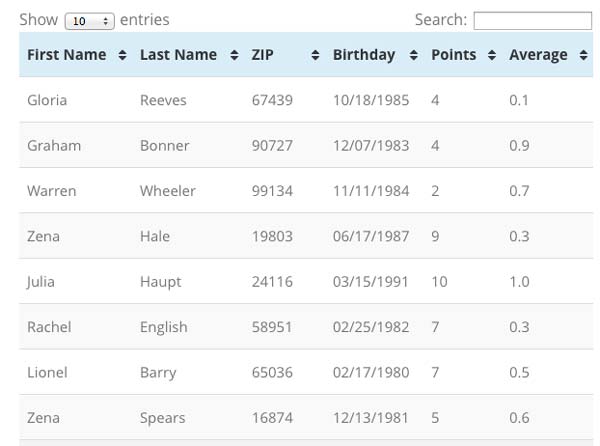 Show 10 entries Search:
First Name Last Name ZIP Birthday Points Average
Gloria Reeves 67439 10/18/1985 4 0.1
Graham Bonner 90727 12/07/1983 4 0.9
Warren Wheeler 99134 11/11/1984 2 0.7
Zena Hale 19803 06/17/1987 9 0.3
Julia Haupt 24116 03/15/1991 10 1.0
Rachel English 58951 02/25/1982 7 0.3
Lionel Barry 65036 02/17/1980 7 0.5
Zena Spears 16874 12/13/1981 5 0.6